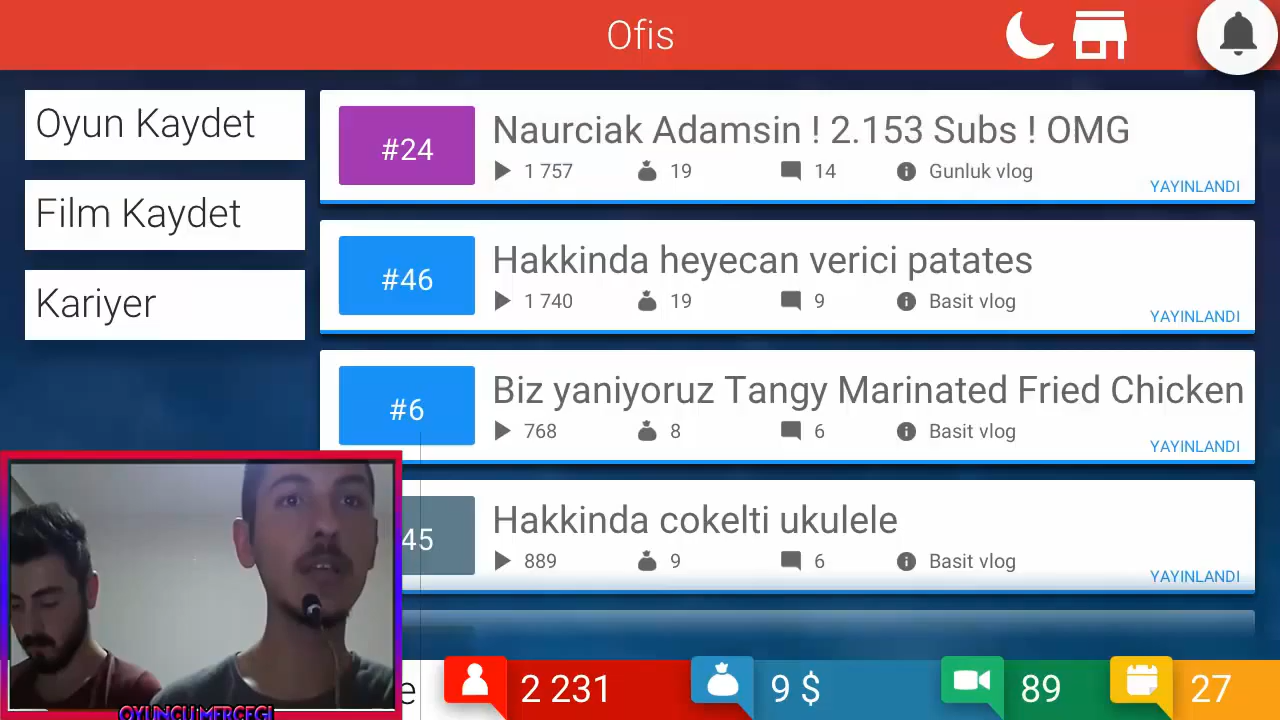 Ofis
Oyun Kaydet
Film Kaydet
Kariyer
#24
Naurciak Adamsin ! 2.153 Subs ! OMG
1 757
19
14
Gunluk vlog
YAYINLANDI
#46
Hakkinda heyecan verici patates
1 740
19
9
Basit vlog
YAYINLANDI
#6
Biz yaniyoruz Tangy Marinated Fried Chicken
768
8
6
Basit vlog
YAYINLANDI
45
Hakkinda cokelti ukulele
889
9
6
Basit vlog
YAYINLANDI
e
2 231
9 $
89
27
OYUNCU MERCEGI